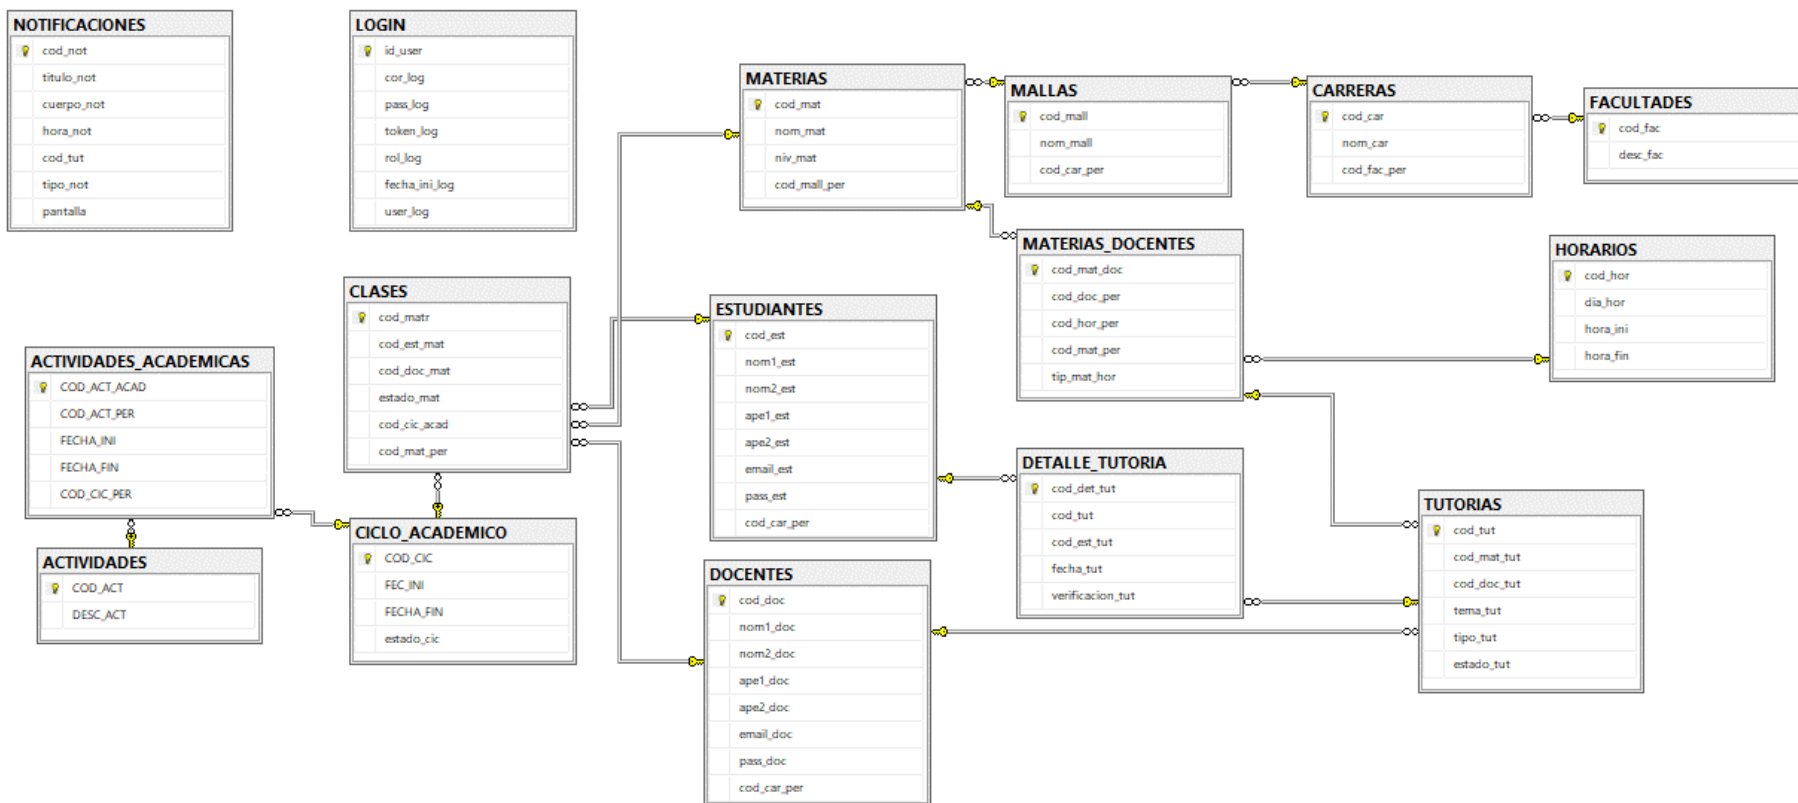 NOTIFICACIONES
cod_not
titulo_not
cuerpo_not
hora_not
cod_tut
tipo_not
pantalla
LOGIN
id_user
cor_log
pass_log
token_log
rol_log
fecha_ini_log
user_log
MATERIAS
cod_mat
nom_mat
niv_mat
cod_mall_per
MALLAS
cod_mall
nom_mall
cod_car_per
CARRERAS
cod_car
nom_car
cod_fac_per
FACULTADES
cod_fac
desc_fac
MATERIAS_DOCENTES
cod_mat_doc
cod_doc_per
cod_hor_per
cod_mat_per
tip_mat_hor
HORARIOS
cod_hor
dia_hor
hora_ini
hora_fin
CLASES
cod_matr
cod_est_mat
cod_doc_mat
estado_mat
cod_cic_acad
cod_mat_per
ESTUDIANTES
cod_est
nom1_est
nom2_est
ape1_est
ape2_est
email_est
pass_est
cod_car_per
ACTIVIDADES_ACADEMICAS
COD_ACT_ACAD
COD_ACT_PER
FECHA_INI
FECHA_FIN
COD_CIC_PER
DETALLE_TUTORIA
cod_det_tut
cod_tut
cod_est_tut
fecha_tut
verificacion_tut
TUTORIAS
cod_tut
cod_mat_tut
cod_doc_tut
tema_tut
tipo_tut
estado_tut
CICLO_ACADEMICO
COD_CIC
FEC_INI
FECHA_FIN
estado_cic
ACTIVIDADES
COD_ACT
DESC_ACT
DOCENTES
cod_doc
nom1_doc
nom2_doc
ape1_doc
ape2_doc
email_doc
pass_doc
cod_car_per